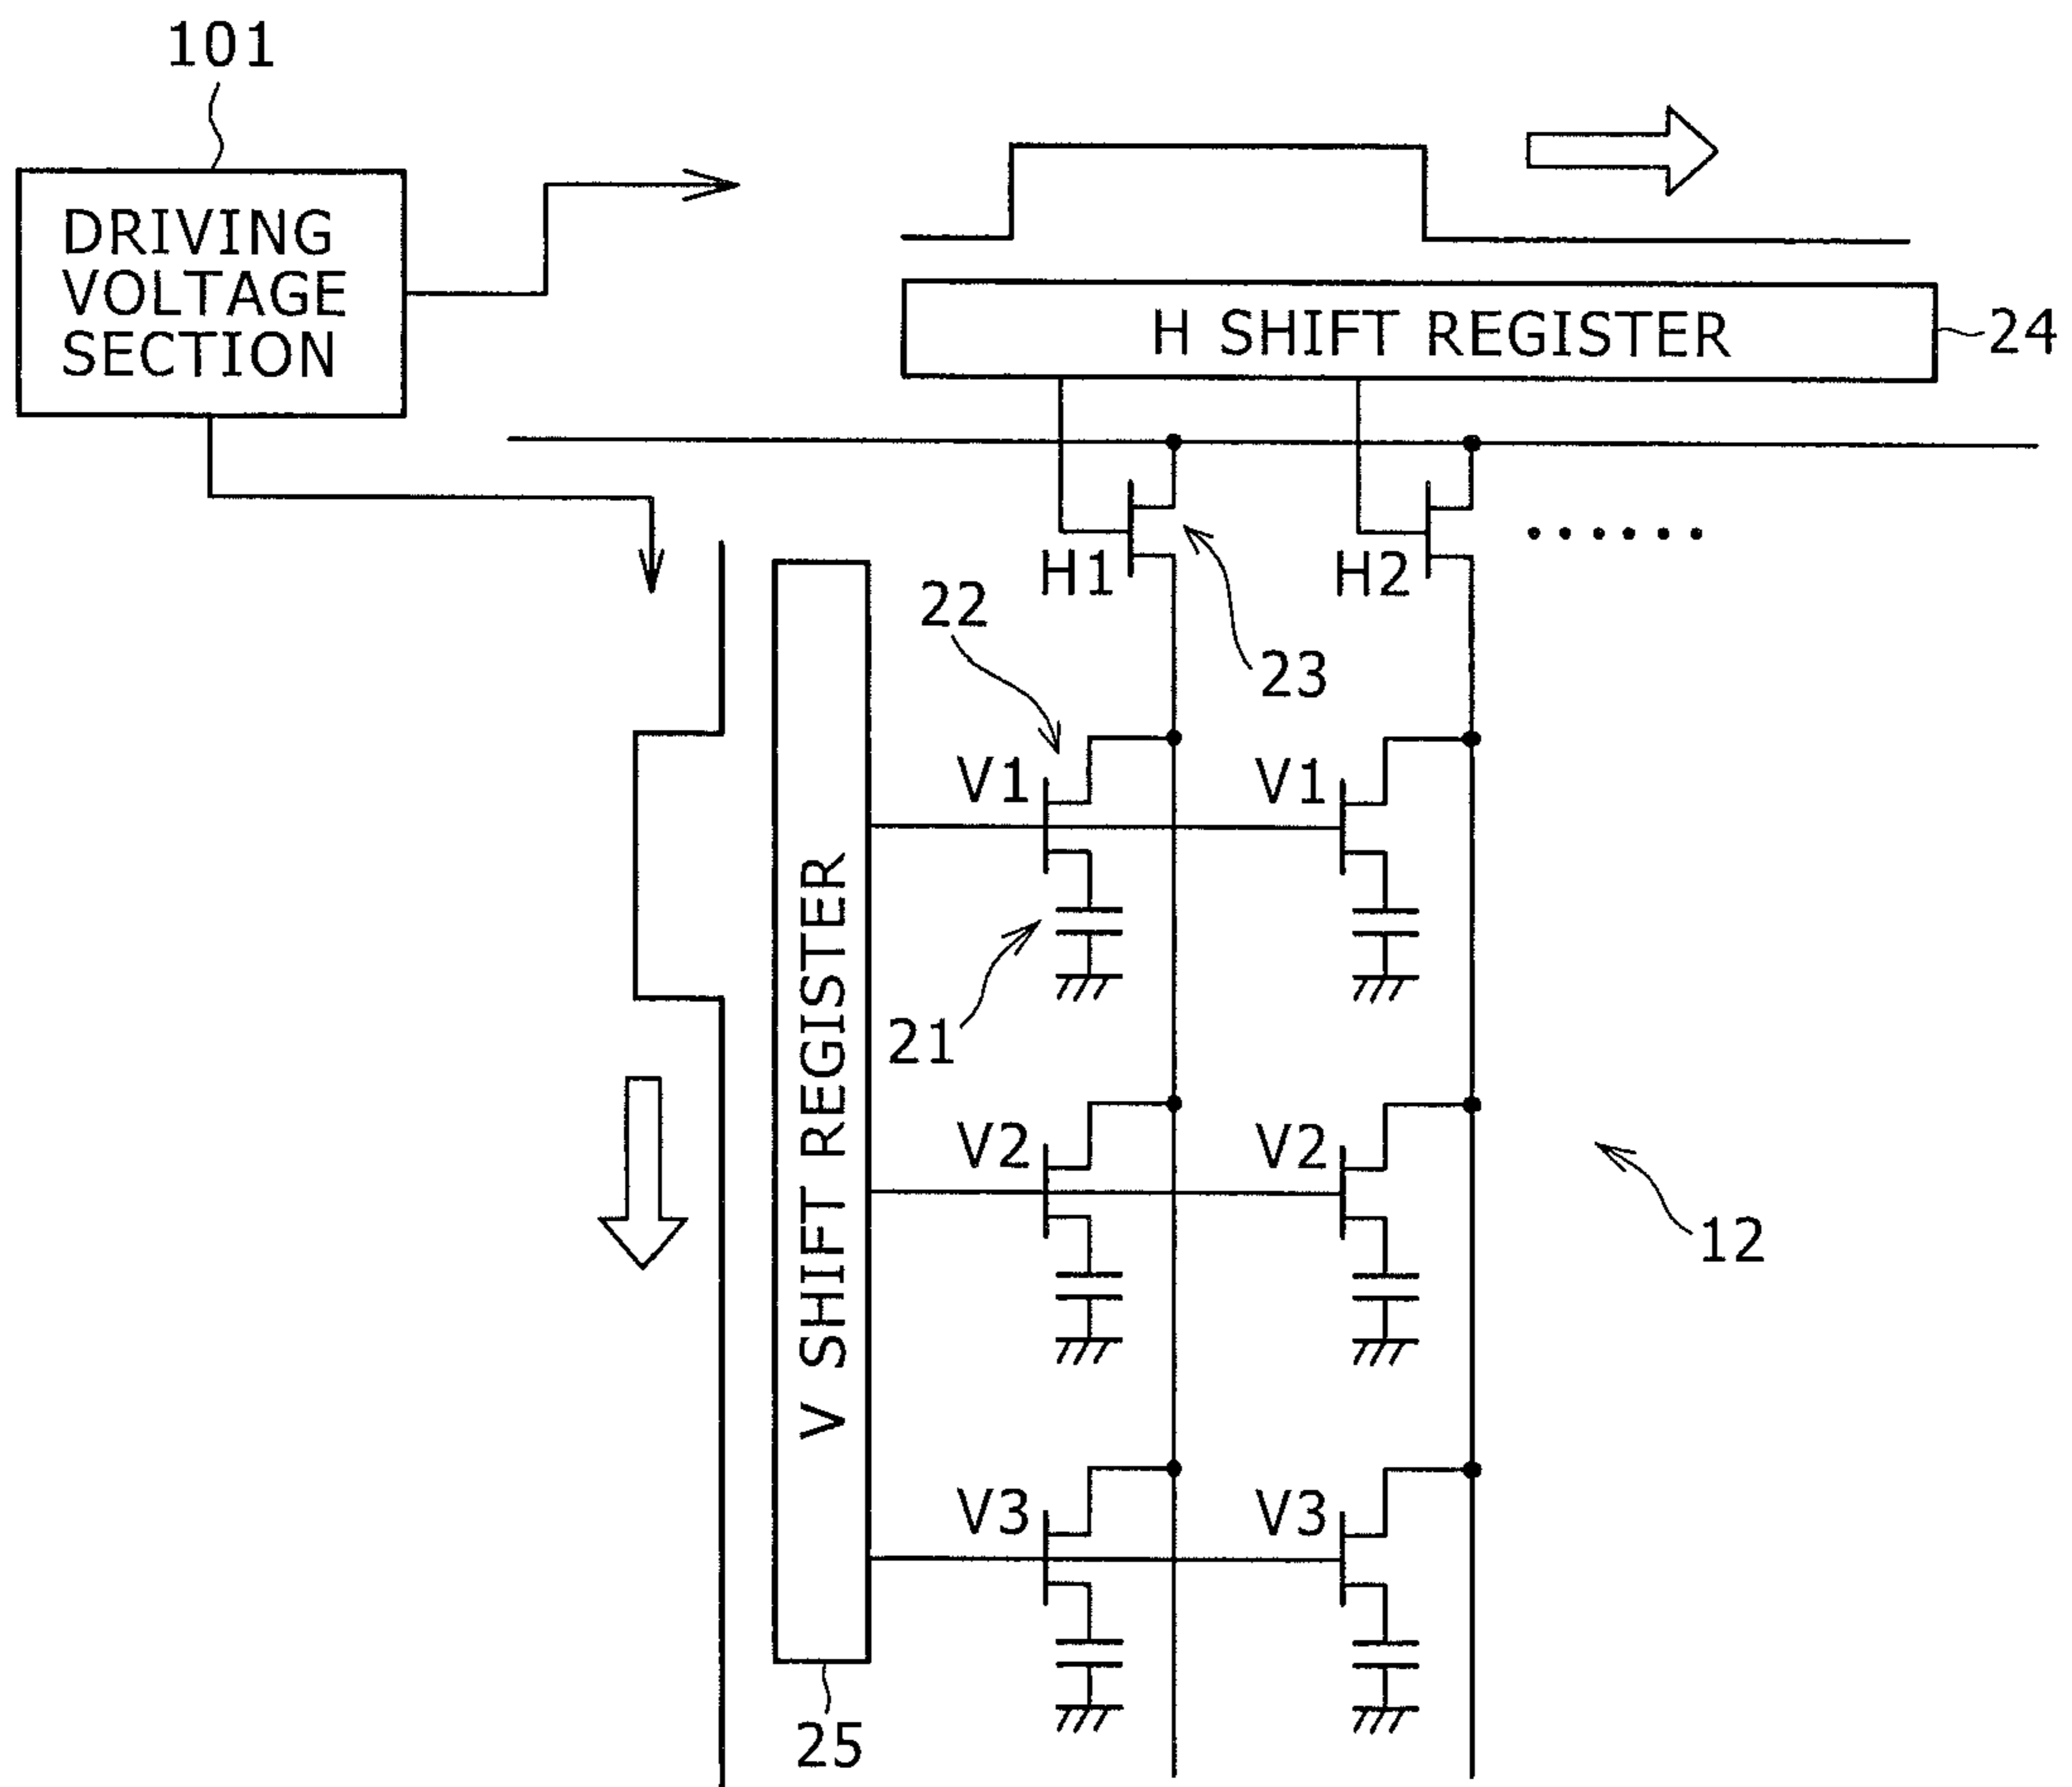 101
DRIVING
VOLTAGE
SECTION
H SHIFT REGISTER
24
H1
H2
......
22
23
V1
V1
21
V SHIFT REGISTER
V2
V2
12
V3
V3
25